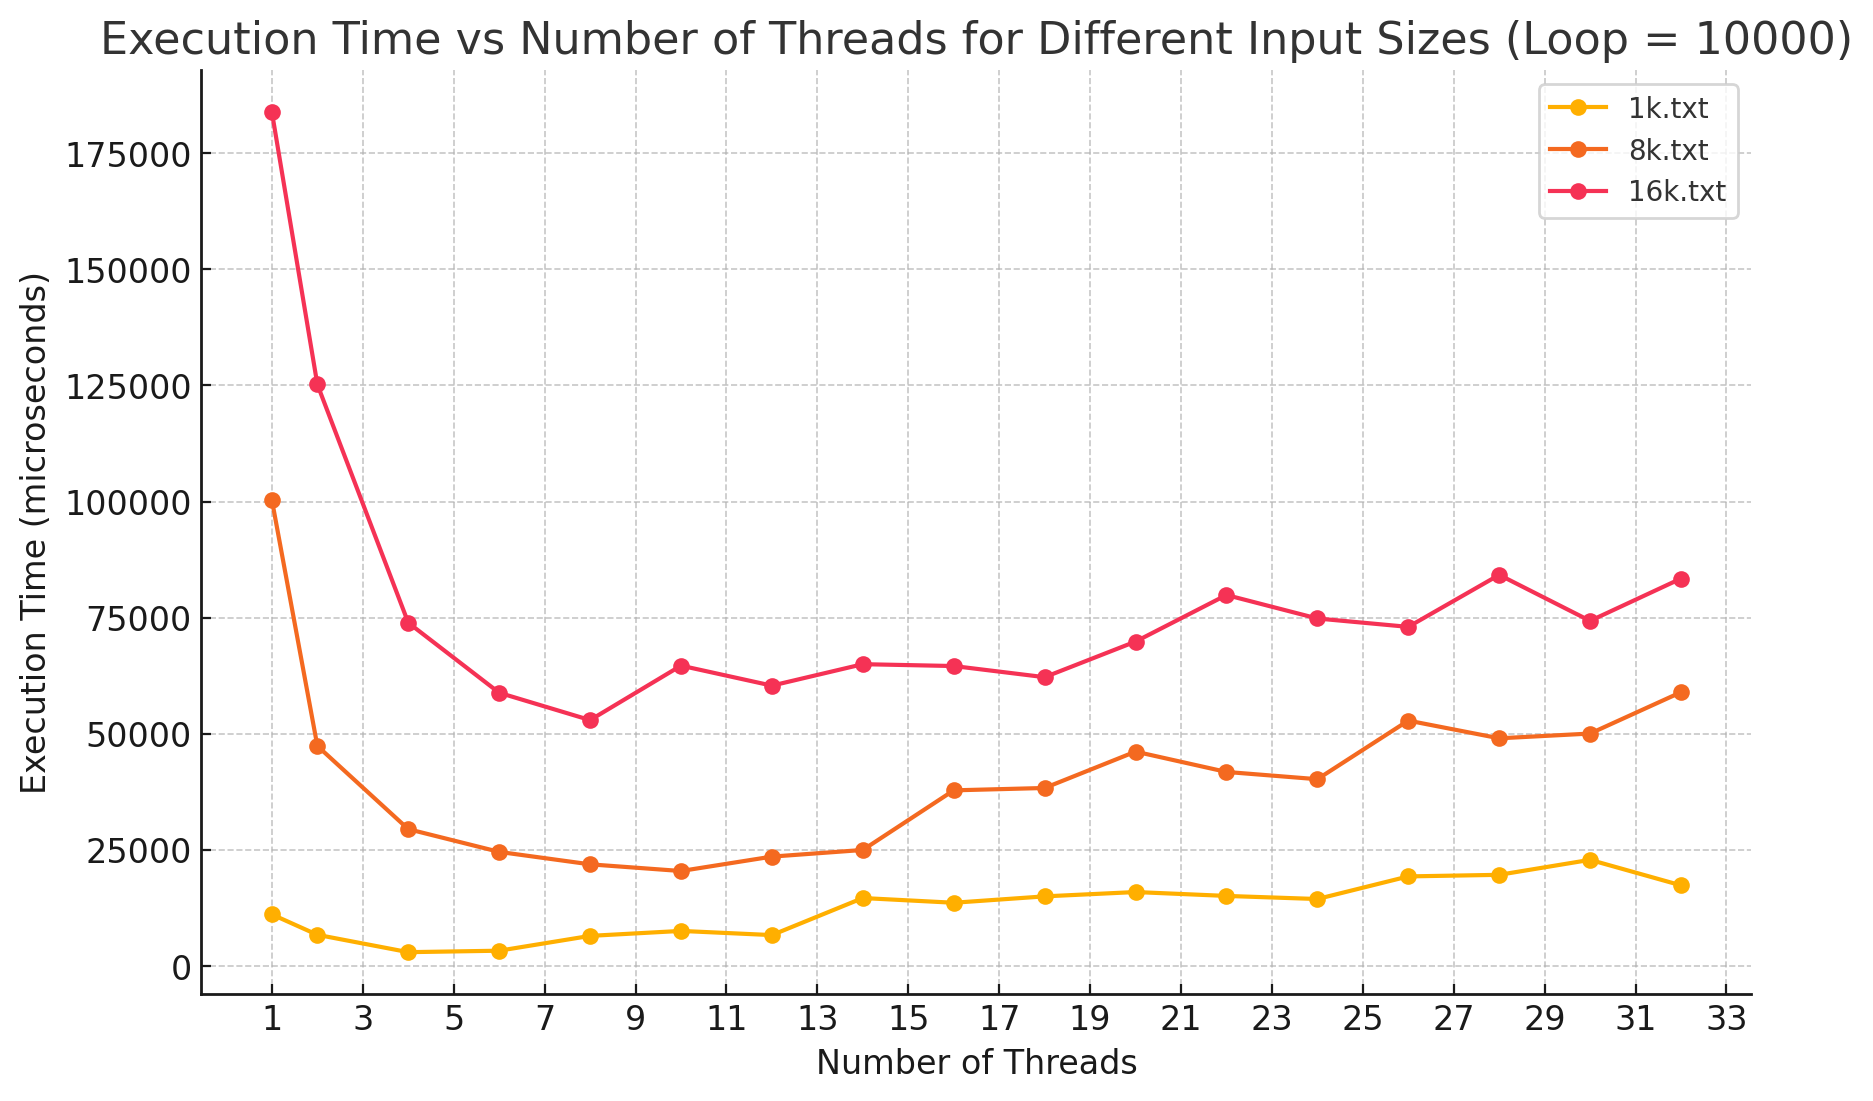 Execution Time vs Number of Threads for Different Input Sizes (Loop = 10000)
1k.txt
8k.txt
16k.txt
Execution Time (microseconds)
175000
150000
125000
100000
75000
50000
25000
0
1 3 5 7 9 11 13 15 17 19 21 23 25 27 29 31 33
Number of Threads